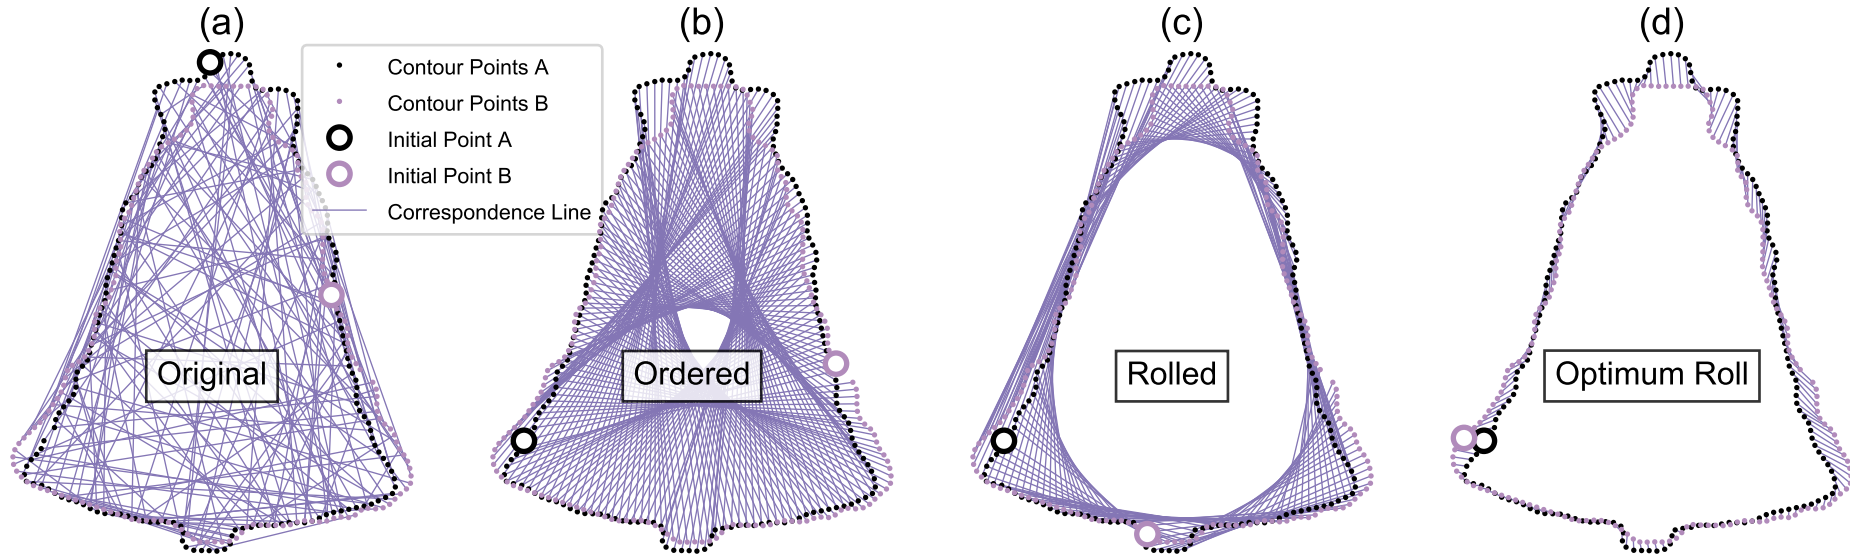 (a)
(b)
(c)
(d)
Contour Points A
Contour Points B
Initial Point A
Initial Point B
Correspondence Line
Original
Ordered
Rolled
Optimum Roll